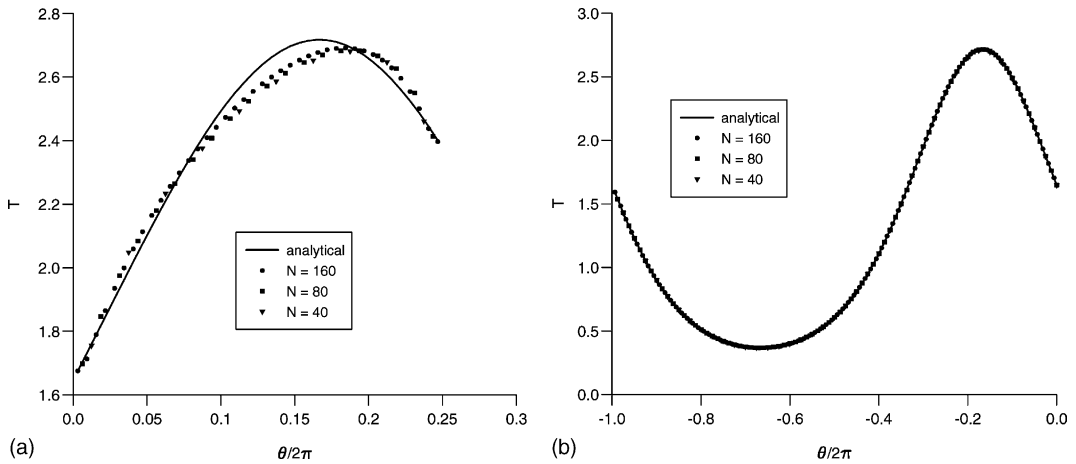 2.8
2.6
2.4
2.2
2.0
1.8
1.6
T
0.0
0.05
0.1
0.15
0.2
0.25
0.3
θ/2π
analytical
N = 160
N = 80
N = 40
(a)
3.0
2.5
2.0
1.5
1.0
0.5
0.0
T
-1.0
-0.8
-0.6
-0.4
-0.2
0.0
θ/2π
analytical
N = 160
N = 80
N = 40
(b)